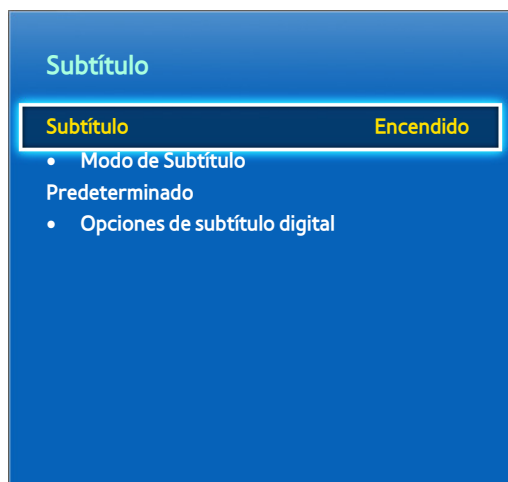 Subtítulo
Subtítulo Encendido
• Modo de Subtítulo
Predeterminado
• Opciones de subtítulo digital